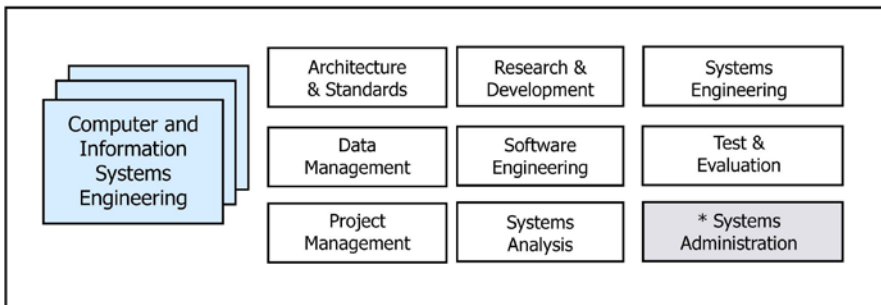 Computer and
Information
Systems
Engineering
Architecture
& Standards
Research &
Development
Systems
Engineering
Data
Management
Software
Engineering
Test &
Evaluation
Project
Management
Systems
Analysis
* Systems
Administration